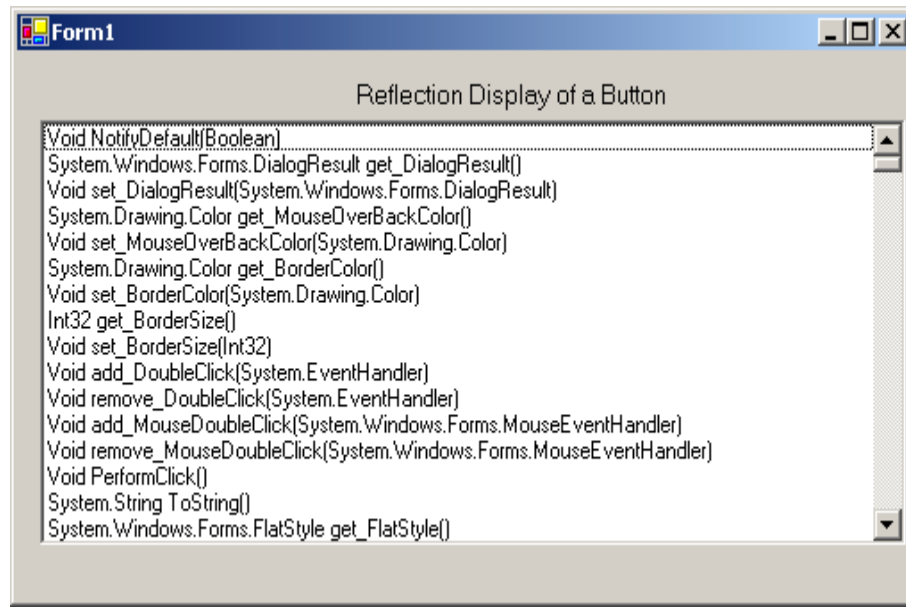 Form1
Reflection Display of a Button
Void NotifyDefault(Boolean)
System.Windows.Forms.DialogResult get_DialogResult()
Void set_DialogResult(System.Windows.Forms.DialogResult)
System.Drawing.Color get_MouseOverBackColor()
Void set_MouseOverBackColor(System.Drawing.Color)
System.Drawing.Color get_BorderColor()
Void set_BorderColor(System.Drawing.Color)
Int32 get_BorderSize()
Void set_BorderSize(Int32)
Void add_DoubleClick(System.EventHandler)
Void remove_DoubleClick(System.EventHandler)
Void add_MouseDoubleClick(System.Windows.Forms.MouseEventHandler)
Void remove_MouseDoubleClick(System.Windows.Forms.MouseEventHandler)
Void PerformClick()
System.String ToString()
System.Windows.Forms.FlatStyle get_FlatStyle()